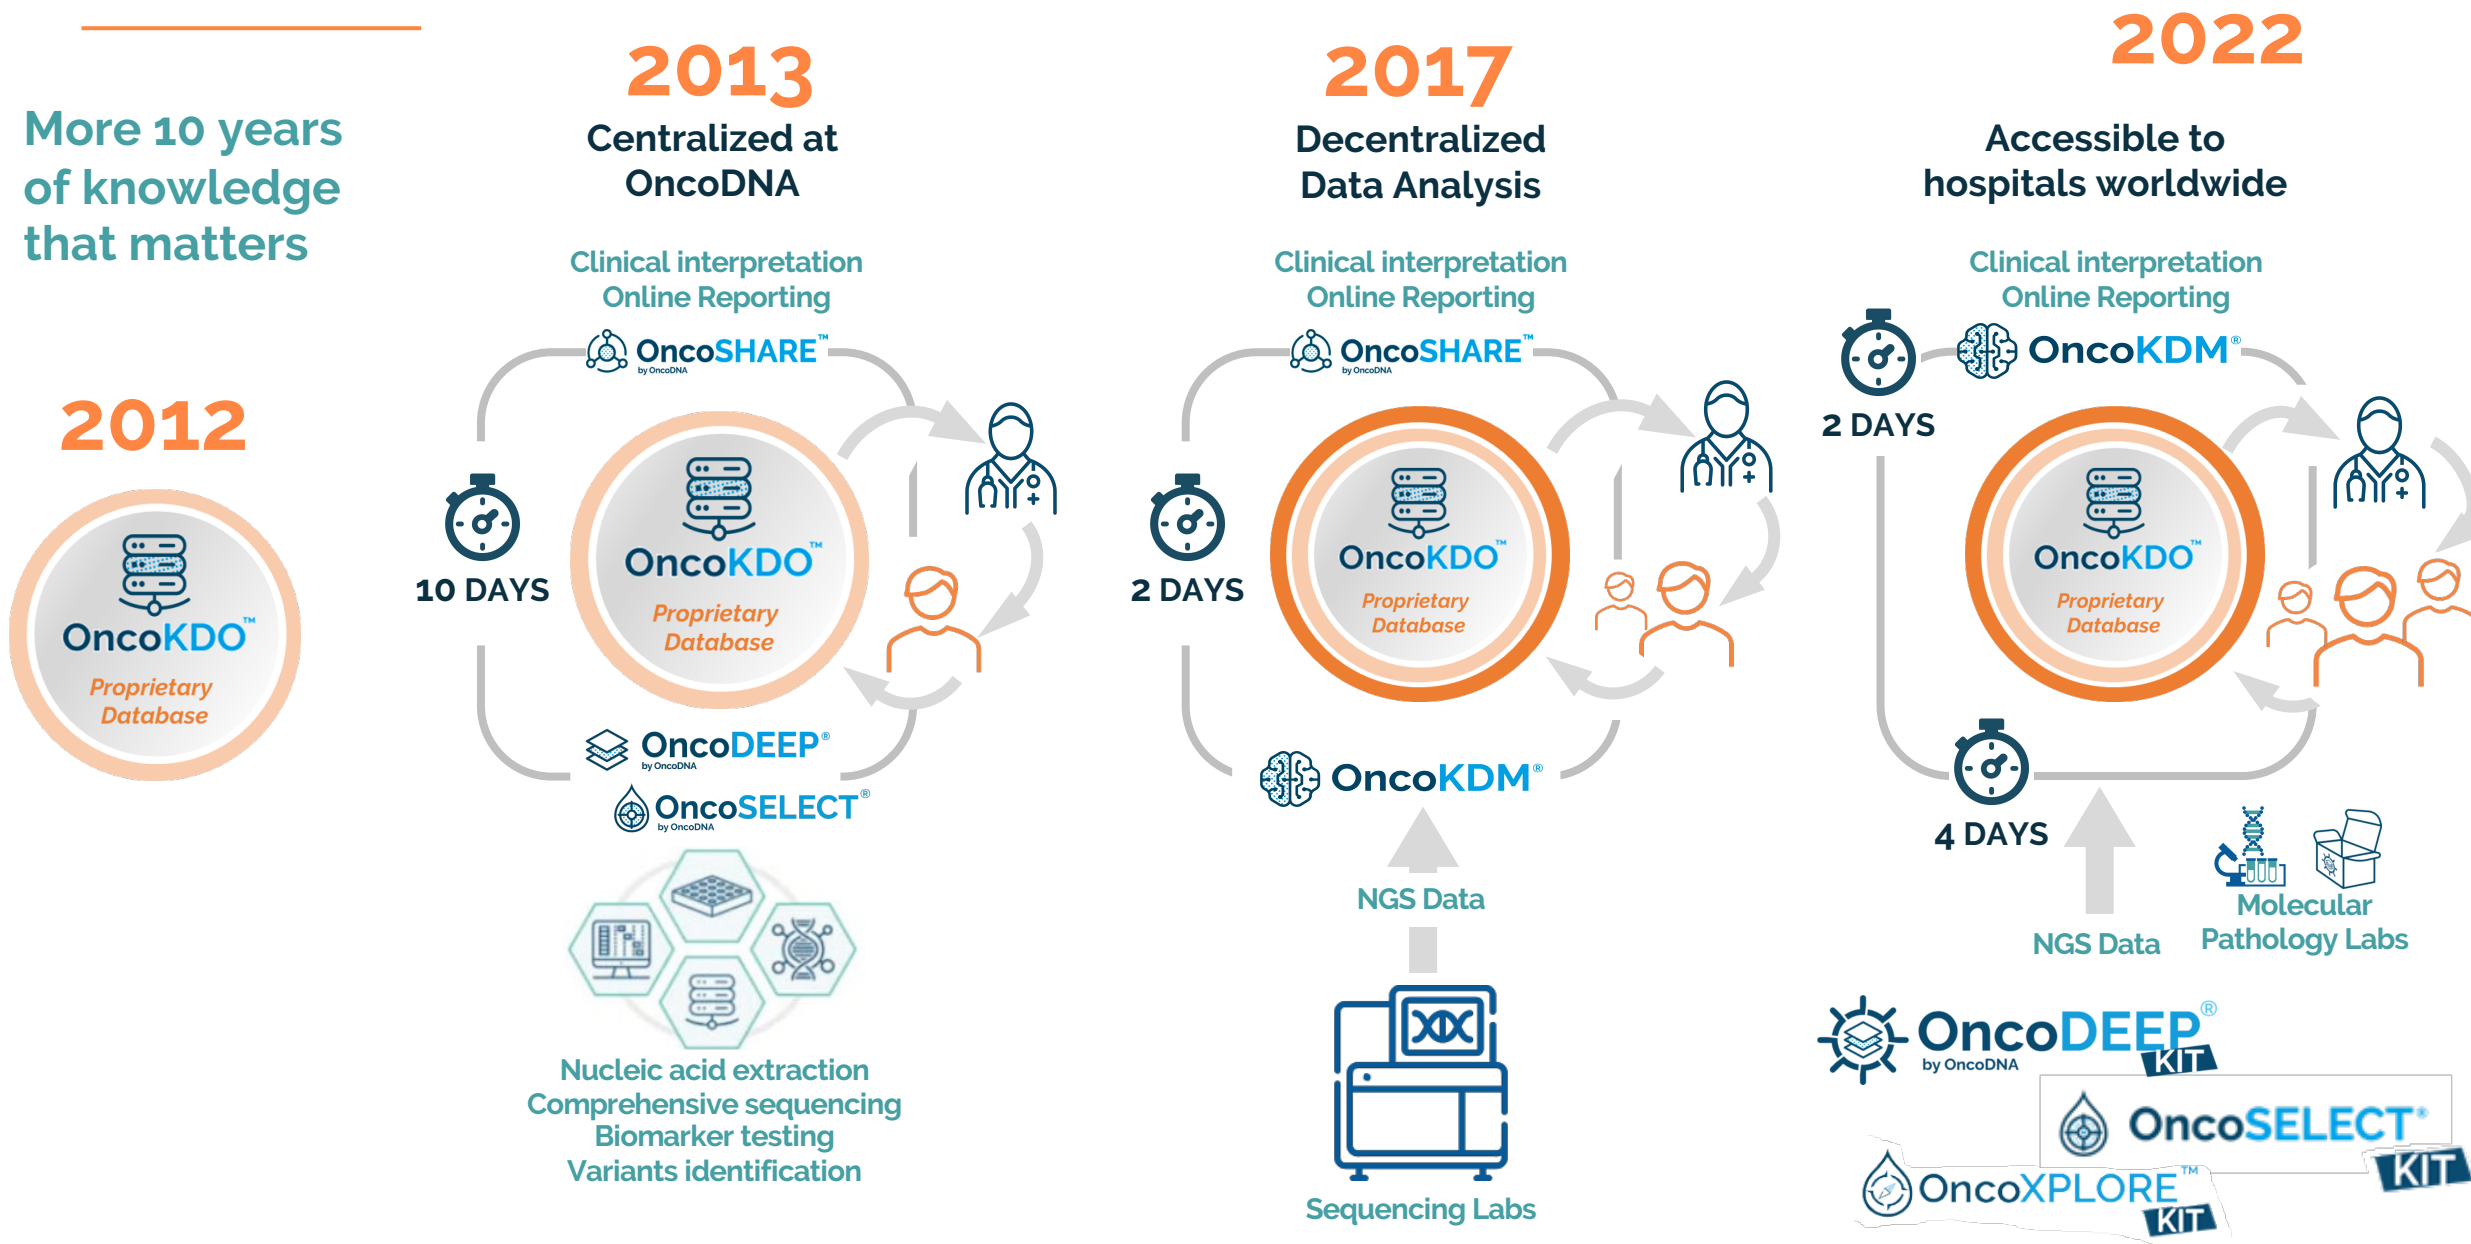 More 10 years
of knowledge
that matters
2012
OncoKDO™
Proprietary
Database
2013
Centralized at
OncoDNA
Clinical interpretation
Online Reporting
OncoSHARE™
by OncoDNA
10 DAYS
OncoKDO™
Proprietary
Database
OncoDEEP®
by OncoDNA
OncoSELECT®
by OncoDNA
Nucleic acid extraction
Comprehensive sequencing
Biomarker testing
Variants identification
2017
Decentralized
Data Analysis
Clinical interpretation
Online Reporting
OncoSHARE™
by OncoDNA
2 DAYS
OncoKDO™
Proprietary
Database
OncoKDM®
NGS Data
Sequencing Labs
2022
Accessible to
hospitals worldwide
Clinical interpretation
Online Reporting
OncoKDM®
2 DAYS
OncoKDO™
Proprietary
Database
4 DAYS
NGS Data
Molecular
Pathology Labs
OncoDEEP®
by OncoDNA
KIT
OncoSELECT®
KIT
OncoXPLORE™
KIT